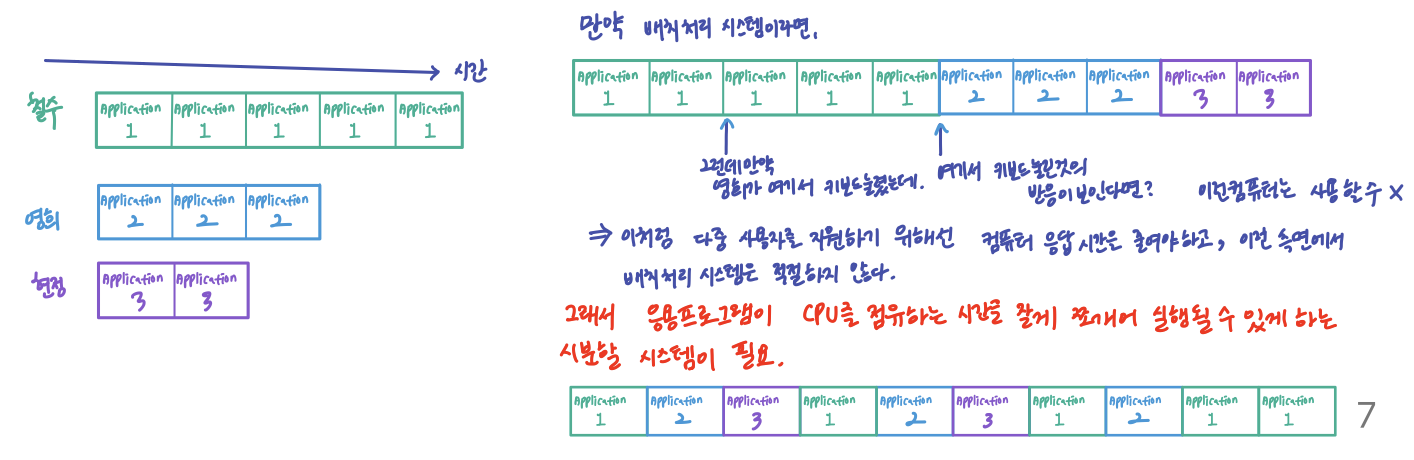 시간
철수
Application Application Application Application Application
1 1 1 1 1
영희
Application Application Application
2 2 2
현정
Application Application
3 3
만약 배치처리 시스템이라면,
Application Application Application Application Application Application Application Application Application Application
1 1 1 1 1 2 2 2 3 3
그런데만약
영희가 여기서 키보드눌렀는데.
여기서 키보드눌린것의
반응이보인다면?
이런컴퓨터는 사용할수 X
⇒ 이처럼 다중 사용자를 지원하기 위해선 컴퓨터 응답시간은 줄여야하고, 이런 측면에서
배치처리 시스템은 적절하지 않다.
그래서 응용프로그램이 CPU를 점유하는 시간을 잘게 쪼개어 실행될 수 있게 하는
시분할 시스템이 필요.
Application Application Application Application Application Application Application Application Application Application
1 2 3 1 2 3 1 2 1 1
7